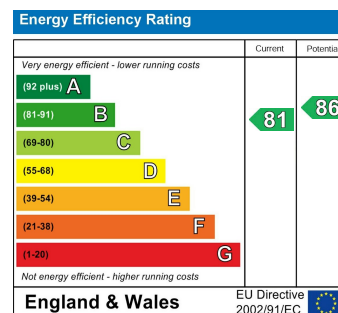 Energy Efficiency Rating
Current Potentia
Very energy efficient - lower running costs
(92 plus) A
(81-91) B
81 86
(69-80) C
(55-68) D
(39-54) E
(21-38) F
(1-20) G
Not energy efficient - higher running costs
England & Wales
EU Directive
2002/91/EC